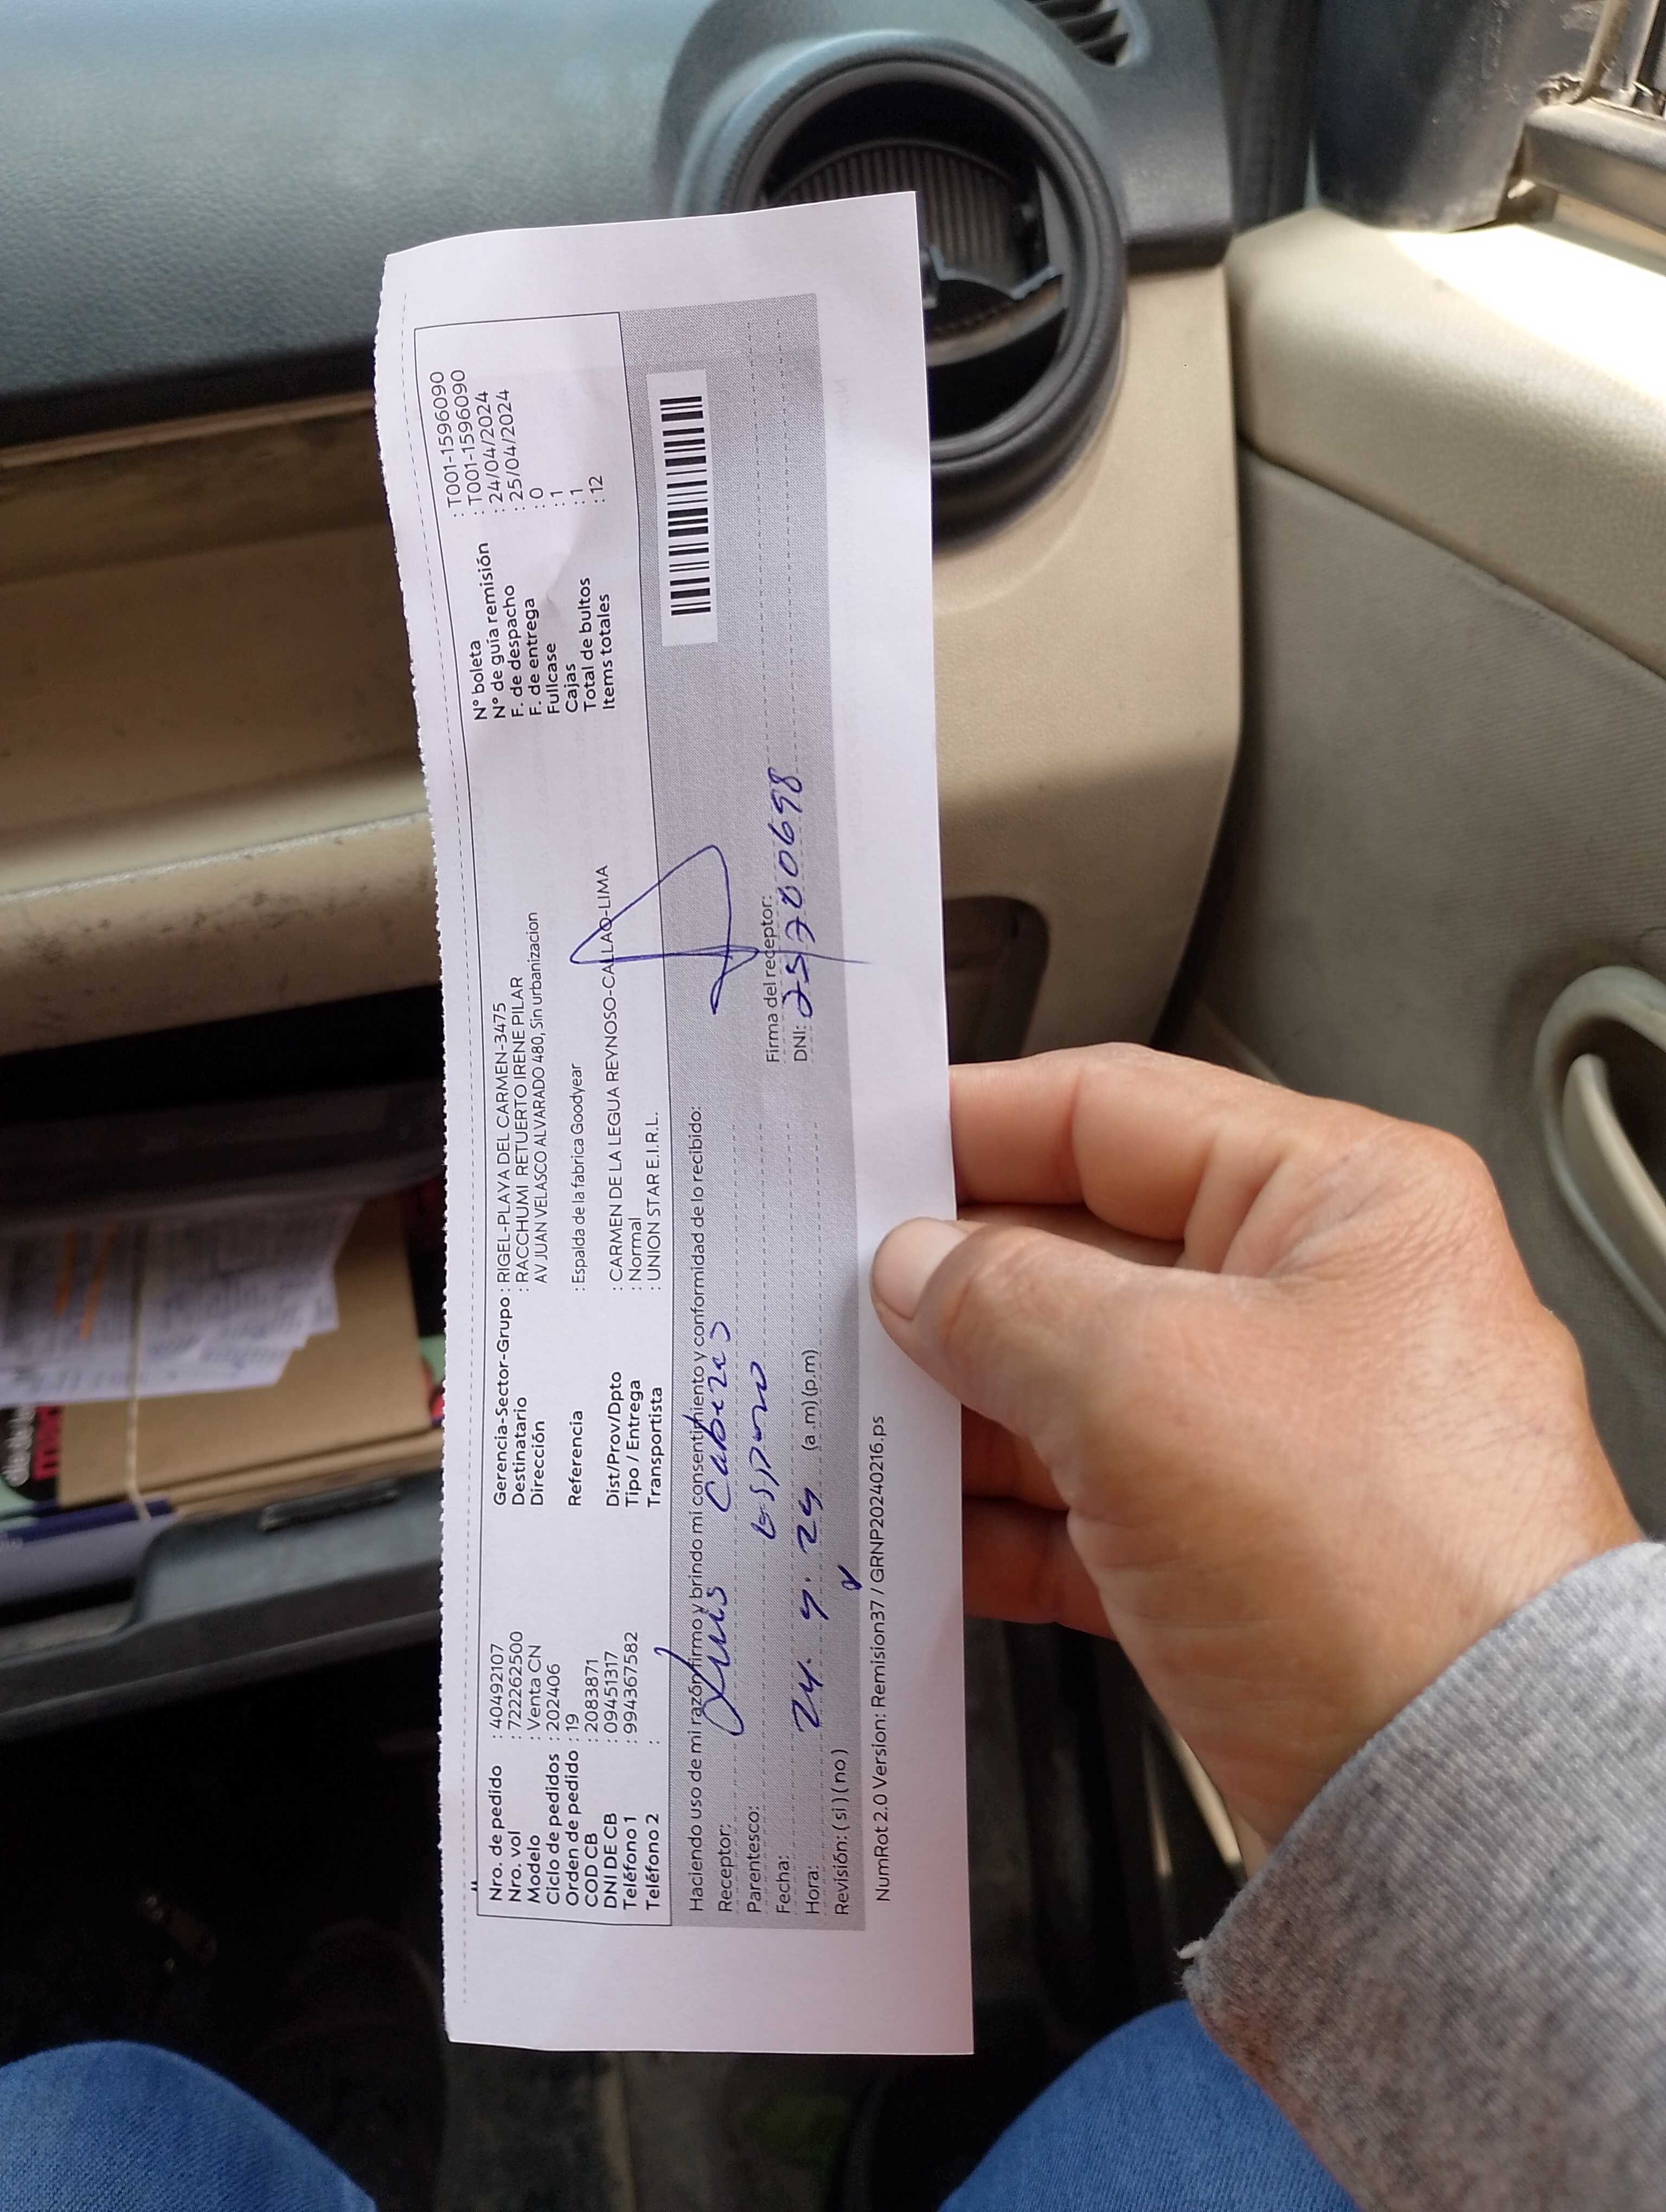 Nro. de pedido : 40492107
Nro. vol : 722262500
Modelo : Venta CN
Ciclo de pedidos : 202406
Orden de pedido : 19
COD CB : 2083871
DNI DE CB : 09451317
Teléfono 1 : 994367582
Teléfono 2 :
Gerencia-Sector-Grupo : RIGEL-PLAYA DEL CARMEN-3475
Destinatario : RACCHUMI RETUERTO IRENE PILAR
Dirección AV JUAN VELASCO ALVARADO 480, Sin urbanizacion
Referencia : Espalda de la fabrica Goodyear
Dist/Prov/Dpto : CARMEN DE LA LEGUA REYNOSO-CALLAO-LIMA
Tipo / Entrega : Normal
Transportista : UNION STAR E.I.R.L.
N° boleta : T001-1596090
N° de guía remisión : T001-1596090
F. de despacho : 24/04/2024
F. de entrega : 25/04/2024
Fullcase : 0
Cajas : 1
Total de bultos : 1
Items totales : 12
Haciendo uso de mi razón firmo y brindo mi consentimiento y conformidad de lo recibido:
Receptor: Luis Cabezas
Parentesco: esposo
Fecha: 24. 4. 24
Hora: (a.m)(p.m)
Revisión: ( si ) ( no )
Firma del receptor:
DNI: 25700698
NumRot 2.0 Version: Remision37 / GRNP20240216.ps